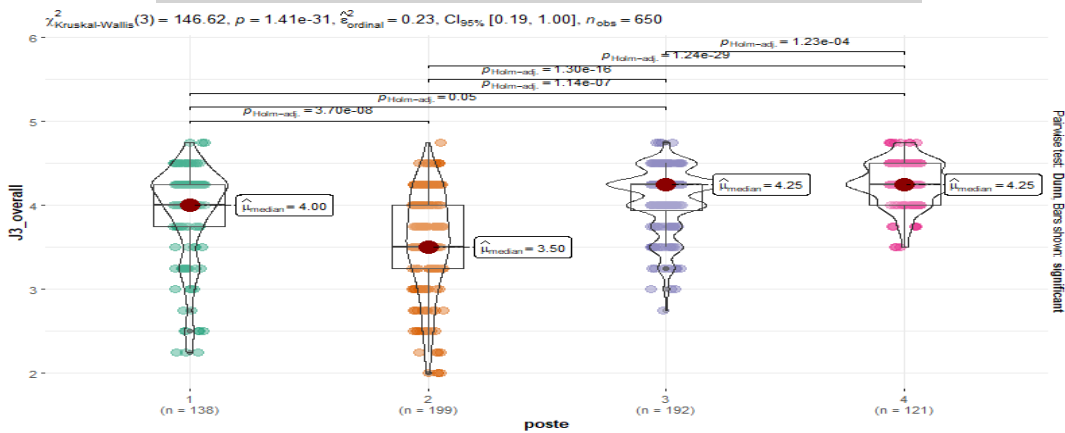 χ²Kruskal-Wallis(3) = 146.62, p = 1.41e-31, ε̂²ordinal = 0.23, CI95% [0.19, 1.00], nobs = 650
6
5
4
3
2
J3_overall
pHolm-adj. = 1.23e-04
pHolm-adj. = 1.24e-29
pHolm-adj. = 1.30e-16
pHolm-adj. = 1.14e-07
pHolm-adj. = 0.05
pHolm-adj. = 3.70e-08
μ̂median = 4.00
μ̂median = 3.50
μ̂median = 4.25
μ̂median = 4.25
Pairwise test: Dunn, Bars shown: significant
1
(n = 138)
2
(n = 199)
3
(n = 192)
4
(n = 121)
poste